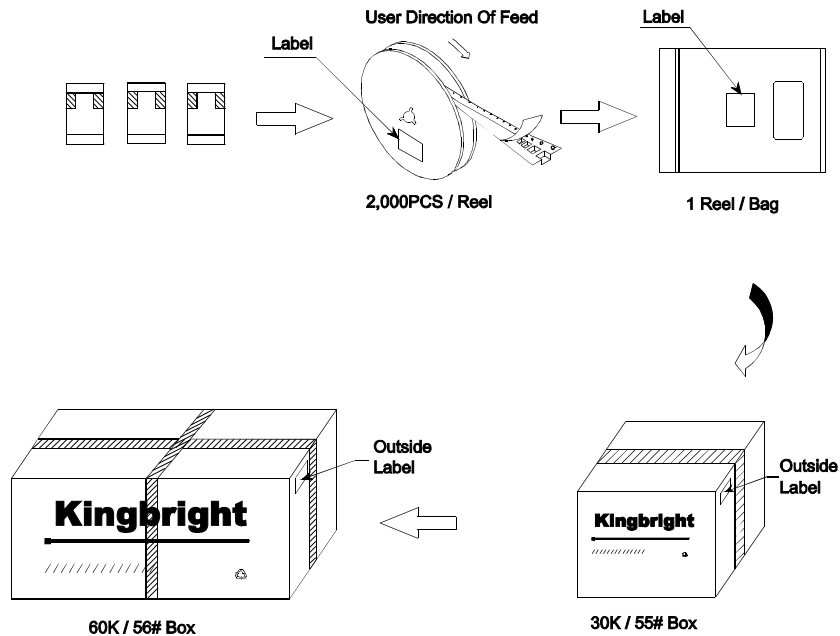 User Direction Of Feed
Label
Label
2,000PCS / Reel
1 Reel / Bag
Outside
Label
Outside
Label
Kingbright
Kingbright
60K / 56# Box
30K / 55# Box